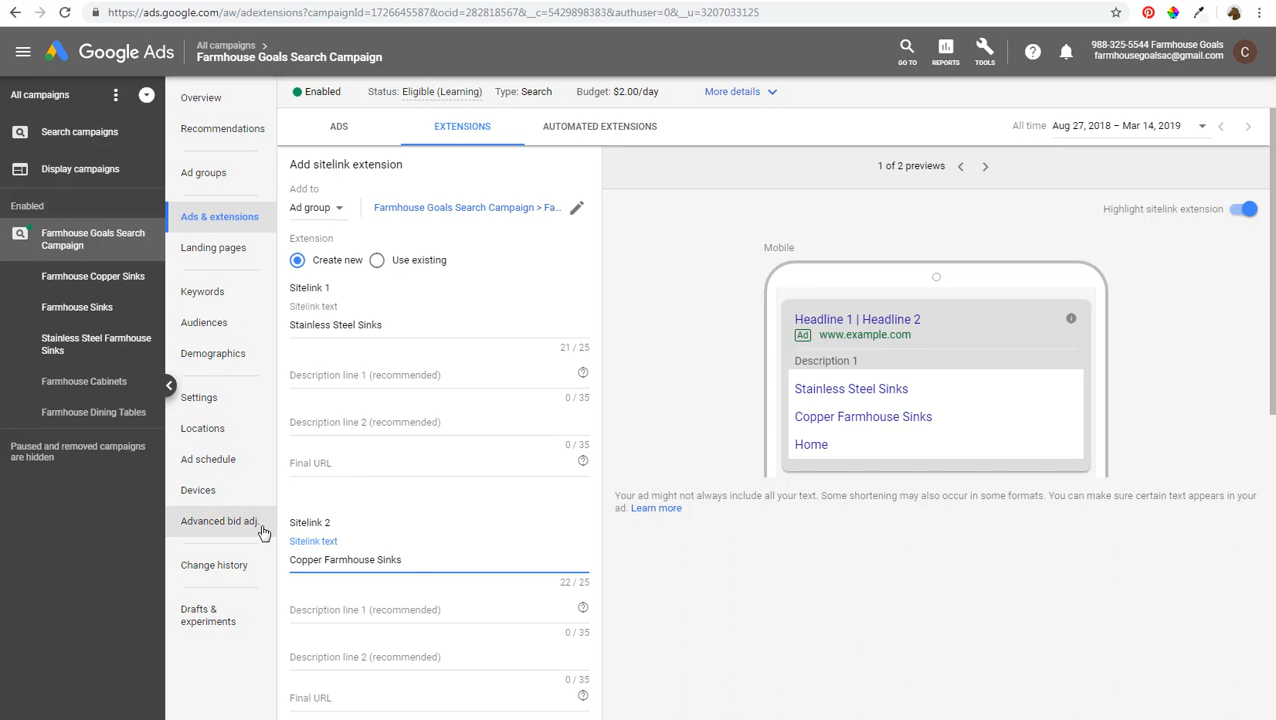 https://ads.google.com/aw/adextensions?campaignId=1726645587&ocid=282818567&__c=5429898383&authuser=0&__u=3207033125
Google Ads
All campaigns
Farmhouse Goals Search Campaign
GO TO
REPORTS
TOOLS
988-325-5544 Farmhouse Goals
farmhousegoalsac@gmail.com
C
All campaigns
Search campaigns
Display campaigns
Enabled
Farmhouse Goals Search
Campaign
Farmhouse Copper Sinks
Farmhouse Sinks
Stainless Steel Farmhouse
Sinks
Farmhouse Cabinets
Farmhouse Dining Tables
Paused and removed campaigns
are hidden
Overview
Recommendations
Ad groups
Ads & extensions
Landing pages
Keywords
Audiences
Demographics
Settings
Locations
Ad schedule
Devices
Advanced bid adj.
Change history
Drafts &
experiments
Enabled
Status: Eligible (Learning)
Type: Search
Budget: $2.00/day
More details
ADS
EXTENSIONS
AUTOMATED EXTENSIONS
All time
Aug 27, 2018 – Mar 14, 2019
Add sitelink extension
Add to
Ad group
Farmhouse Goals Search Campaign > Fa...
Extension
Create new
Use existing
Sitelink 1
Sitelink text
Stainless Steel Sinks
21 / 25
Description line 1 (recommended)
0 / 35
Description line 2 (recommended)
0 / 35
Final URL
Sitelink 2
Sitelink text
Copper Farmhouse Sinks
22 / 25
Description line 1 (recommended)
0 / 35
Description line 2 (recommended)
0 / 35
Final URL
1 of 2 previews
Highlight sitelink extension
Mobile
Headline 1 | Headline 2
Ad www.example.com
Description 1
Stainless Steel Sinks
Copper Farmhouse Sinks
Home
Your ad might not always include all your text. Some shortening may also occur in some formats. You can make sure certain text appears in your
ad. Learn more